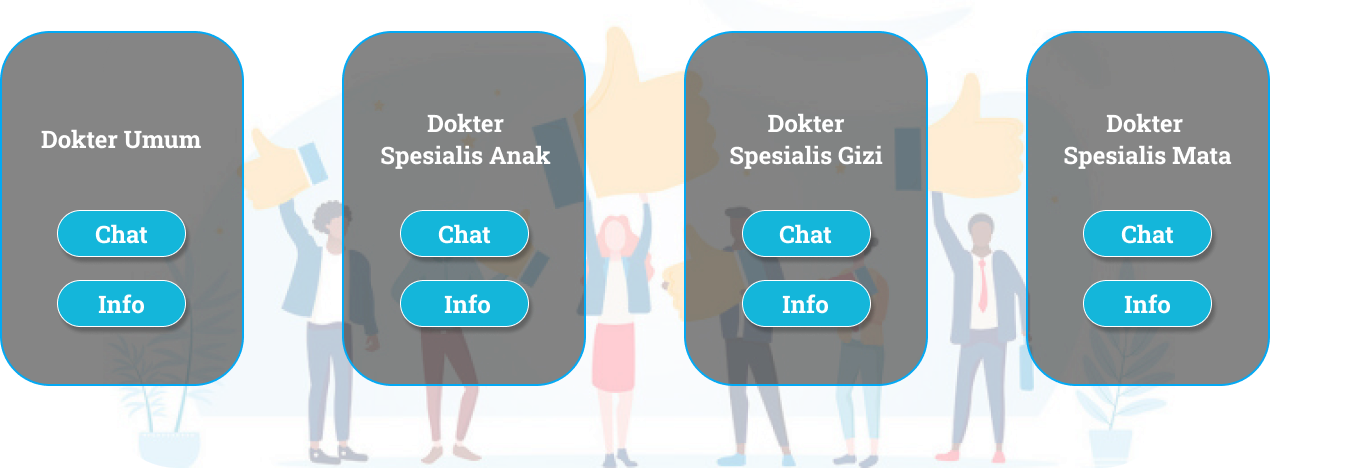 Dokter Umum
Chat
Info
Dokter
Spesialis Anak
Chat
Info
Dokter
Spesialis Gizi
Chat
Info
Dokter
Spesialis Mata
Chat
Info